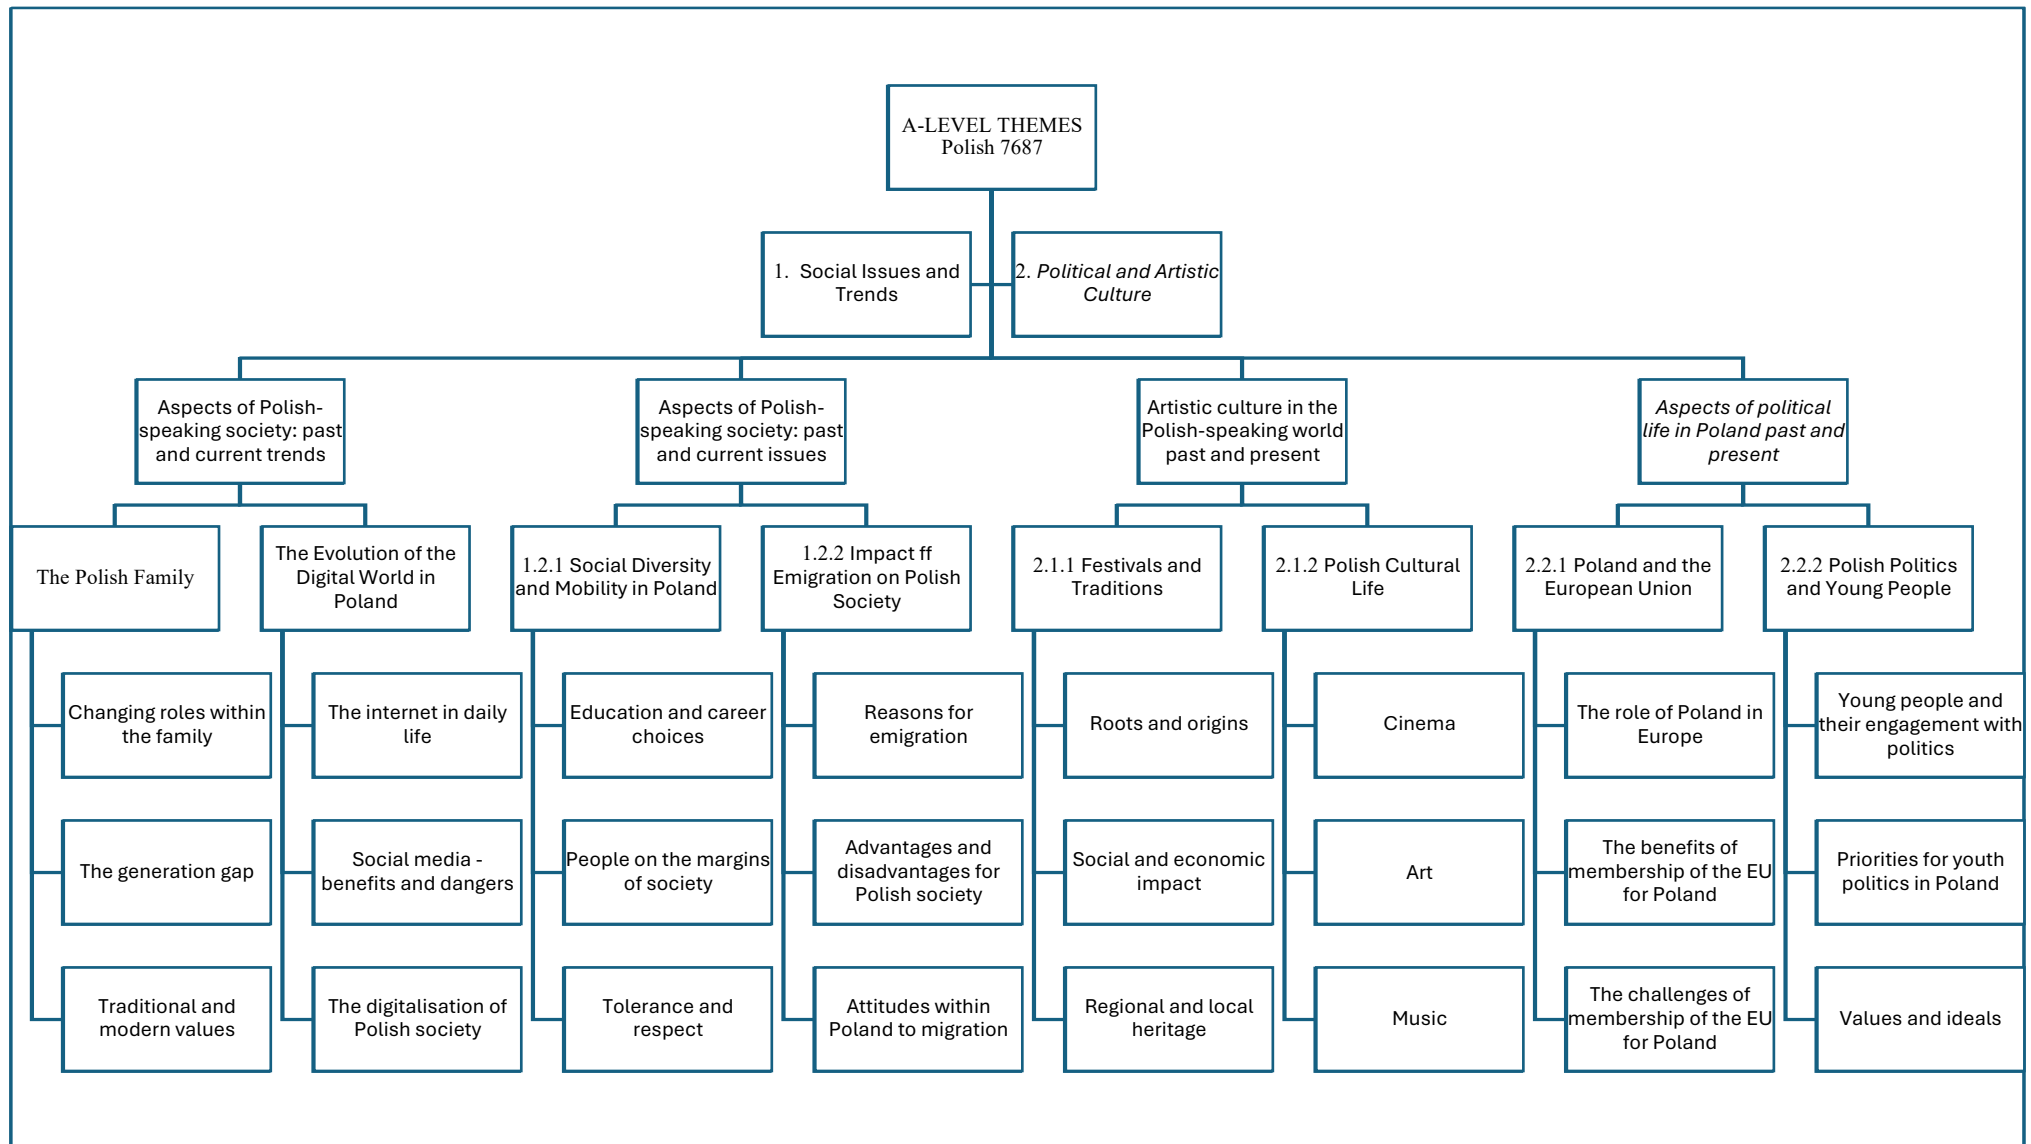 A-LEVEL THEMES
Polish 7687
1. Social Issues and
Trends
2. Political and Artistic
Culture
Aspects of Polish-
speaking society: past
and current trends
Aspects of Polish-
speaking society: past
and current issues
Artistic culture in the
Polish-speaking world
past and present
Aspects of political
life in Poland past and
present
The Polish Family
The Evolution of the
Digital World in
Poland
1.2.1 Social Diversity
and Mobility in Poland
1.2.2 Impact ff
Emigration on Polish
Society
2.1.1 Festivals and
Traditions
2.1.2 Polish Cultural
Life
2.2.1 Poland and the
European Union
2.2.2 Polish Politics
and Young People
Changing roles within
the family
The internet in daily
life
Education and career
choices
Reasons for
emigration
Roots and origins
Cinema
The role of Poland in
Europe
Young people and
their engagement with
politics
The generation gap
Social media -
benefits and dangers
People on the margins
of society
Advantages and
disadvantages for
Polish society
Social and economic
impact
Art
The benefits of
membership of the EU
for Poland
Priorities for youth
politics in Poland
Traditional and
modern values
The digitalisation of
Polish society
Tolerance and
respect
Attitudes within
Poland to migration
Regional and local
heritage
Music
The challenges of
membership of the EU
for Poland
Values and ideals